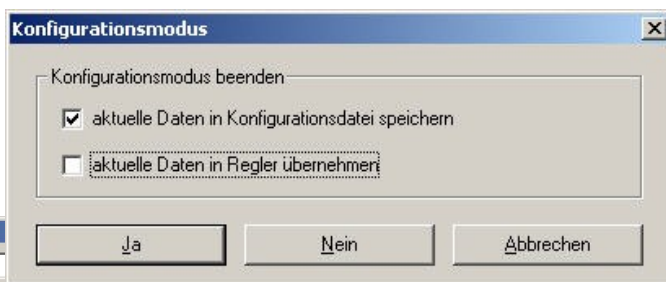 Konfigurationsmodus
Konfigurationsmodus beenden
aktuelle Daten in Konfigurationsdatei speichern
aktuelle Daten in Regler übernehmen
Ja
Nein
Abbrechen